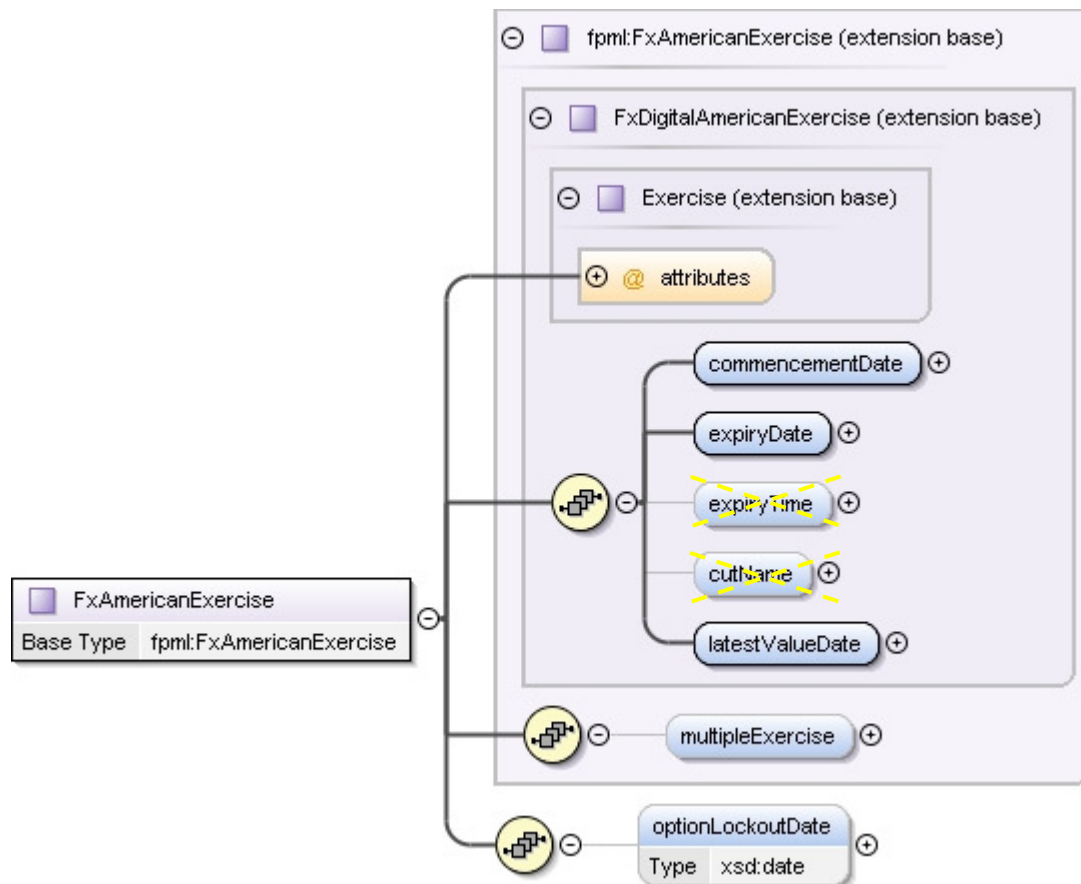 fpml:FxAmericanExercise (extension base)
FxDigitalAmericanExercise (extension base)
Exercise (extension base)
@ attributes
commencementDate
expiryDate
expiryTime
cutName
latestValueDate
FxAmericanExercise
Base Type fpml:FxAmericanExercise
multipleExercise
optionLockoutDate
Type xsd:date